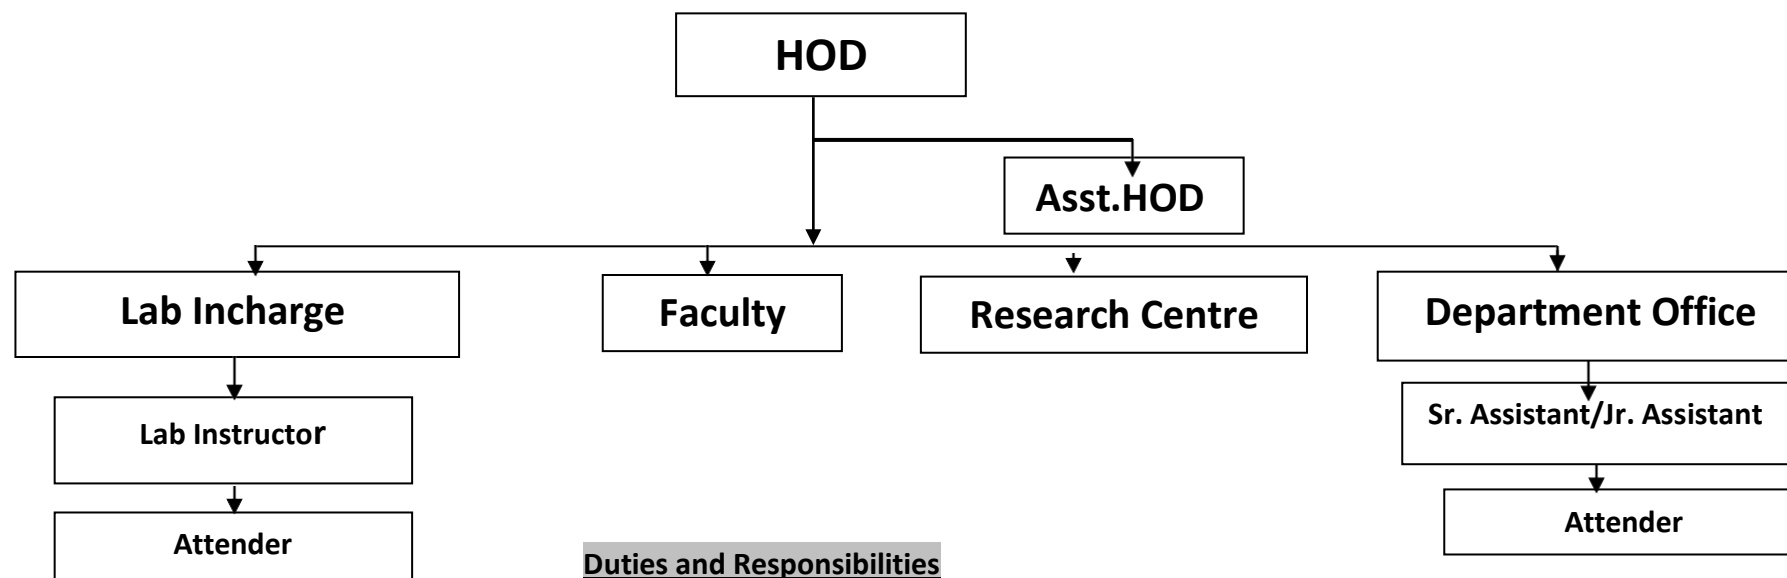 HOD
Asst.HOD
Lab Incharge
Faculty
Research Centre
Department Office
Lab Instructor
Sr. Assistant/Jr. Assistant
Attender
Attender
Duties and Responsibilities